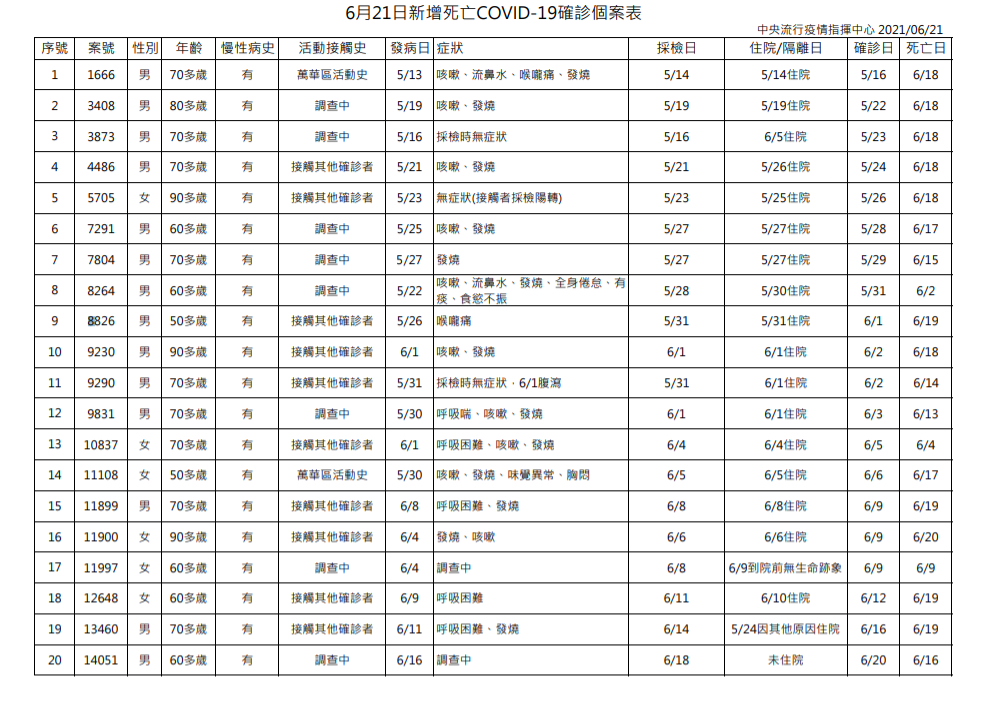 6月21日新增死亡COVID-19確診個案表
中央流行疫情指揮中心 2021/06/21
序號 案號 性別 年齡 慢性病史 活動接觸史 發病日 症狀 採檢日 住院/隔離日 確診日 死亡日
1 1666 男 70多歲 有 萬華區活動史 5/13 咳嗽、流鼻水、喉嚨痛、發燒 5/14 5/14住院 5/16 6/18
2 3408 男 80多歲 有 調查中 5/19 咳嗽、發燒 5/19 5/19住院 5/22 6/18
3 3873 男 70多歲 有 調查中 5/16 採檢時無症狀 5/16 6/5住院 5/23 6/18
4 4486 男 70多歲 有 接觸其他確診者 5/21 咳嗽、發燒 5/21 5/26住院 5/24 6/18
5 5705 女 90多歲 有 接觸其他確診者 5/23 無症狀(接觸者採檢陽轉) 5/23 5/25住院 5/26 6/18
6 7291 男 60多歲 有 調查中 5/25 咳嗽、發燒 5/27 5/27住院 5/28 6/17
7 7804 男 70多歲 有 調查中 5/27 發燒 5/27 5/27住院 5/29 6/15
8 8264 男 60多歲 有 調查中 5/22 咳嗽、流鼻水、發燒、全身倦怠、有 5/28 5/30住院 5/31 6/2
痰、食慾不振
9 8826 男 50多歲 有 接觸其他確診者 5/26 喉嚨痛 5/31 5/31住院 6/1 6/19
10 9230 男 90多歲 有 接觸其他確診者 6/1 咳嗽、發燒 6/1 6/1住院 6/2 6/18
11 9290 男 70多歲 有 接觸其他確診者 5/31 採檢時無症狀，6/1腹瀉 5/31 6/1住院 6/2 6/14
12 9831 男 70多歲 有 調查中 5/30 呼吸喘、咳嗽、發燒 6/1 6/1住院 6/3 6/13
13 10837 女 70多歲 有 接觸其他確診者 6/1 呼吸困難、咳嗽、發燒 6/4 6/4住院 6/5 6/4
14 11108 女 50多歲 有 萬華區活動史 5/30 咳嗽、發燒、味覺異常、胸悶 6/5 6/5住院 6/6 6/17
15 11899 男 70多歲 有 接觸其他確診者 6/8 呼吸困難、發燒 6/8 6/8住院 6/9 6/19
16 11900 女 90多歲 有 接觸其他確診者 6/4 發燒、咳嗽 6/6 6/6住院 6/9 6/20
17 11997 女 60多歲 有 調查中 6/4 調查中 6/8 6/9到院前無生命跡象 6/9 6/9
18 12648 女 60多歲 有 接觸其他確診者 6/9 呼吸困難 6/11 6/10住院 6/12 6/19
19 13460 男 70多歲 有 接觸其他確診者 6/11 呼吸困難、發燒 6/14 5/24因其他原因住院 6/16 6/19
20 14051 男 60多歲 有 調查中 6/16 調查中 6/18 未住院 6/20 6/16